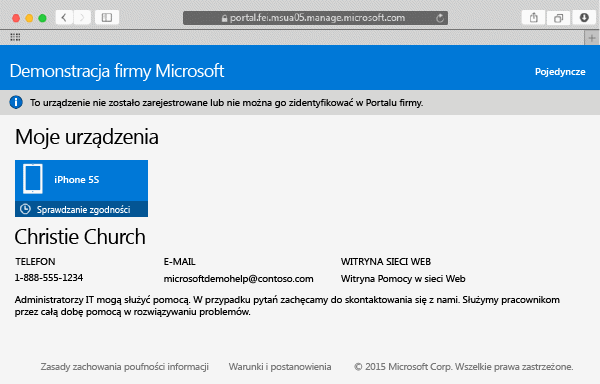 portal.fei.msua05.manage.microsoft.com
Demonstracja firmy Microsoft
Pojedyncze
To urządzenie nie zostało zarejestrowane lub nie można go zidentyfikować w Portalu firmy.
Moje urządzenia
iPhone 5S
Sprawdzanie zgodności
Christie Church
TELEFON E-MAIL WITRYNA SIECI WEB
1-888-555-1234 microsoftdemohelp@contoso.com Witryna Pomocy w sieci Web
Administratorzy IT mogą służyć pomocą. W przypadku pytań zachęcamy do skontaktowania się z nami. Służymy pracownikom
przez całą dobę pomocą w rozwiązywaniu problemów.
Zasady zachowania poufności informacji Warunki i postanowienia © 2015 Microsoft Corp. Wszelkie prawa zastrzeżone.